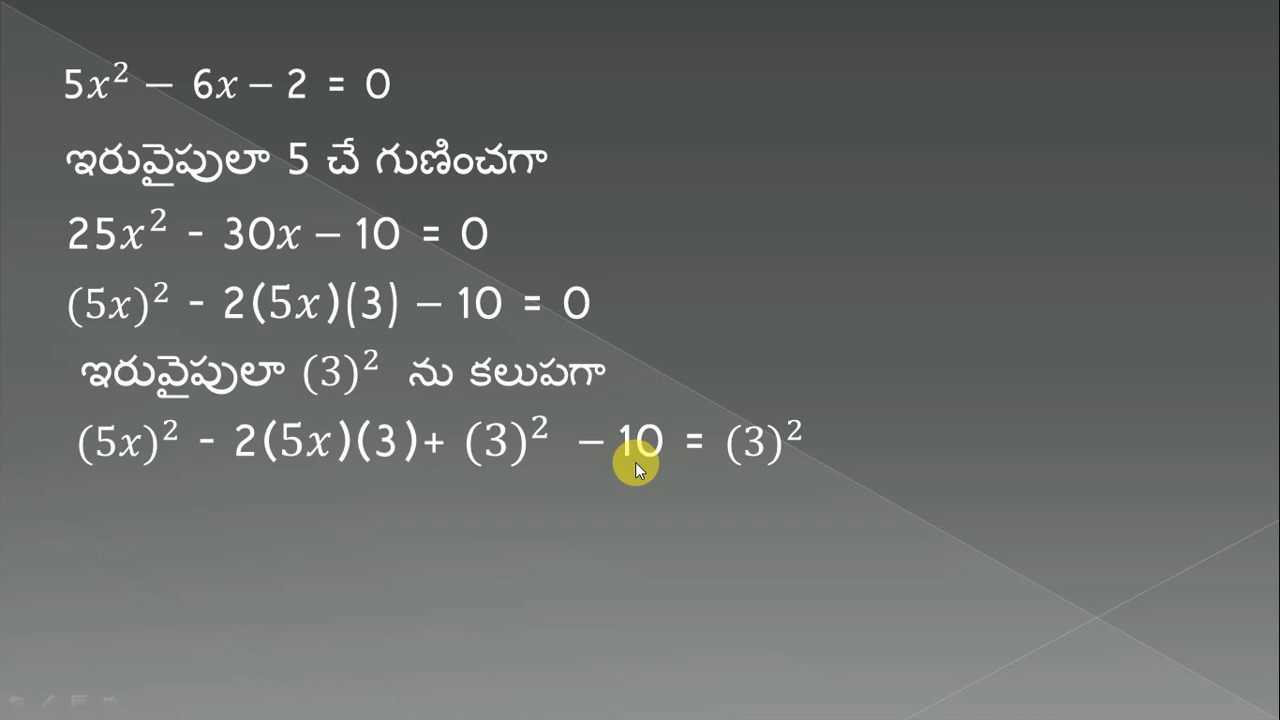 5x² – 6x – 2 = 0
ఇరువైపులా 5 చే గుణించగా
25x² - 30x – 10 = 0
(5x)² - 2(5x)(3) – 10 = 0
ఇరువైపులా (3)² ను కలుపగా
(5x)² - 2(5x)(3)+ (3)² – 10 = (3)²